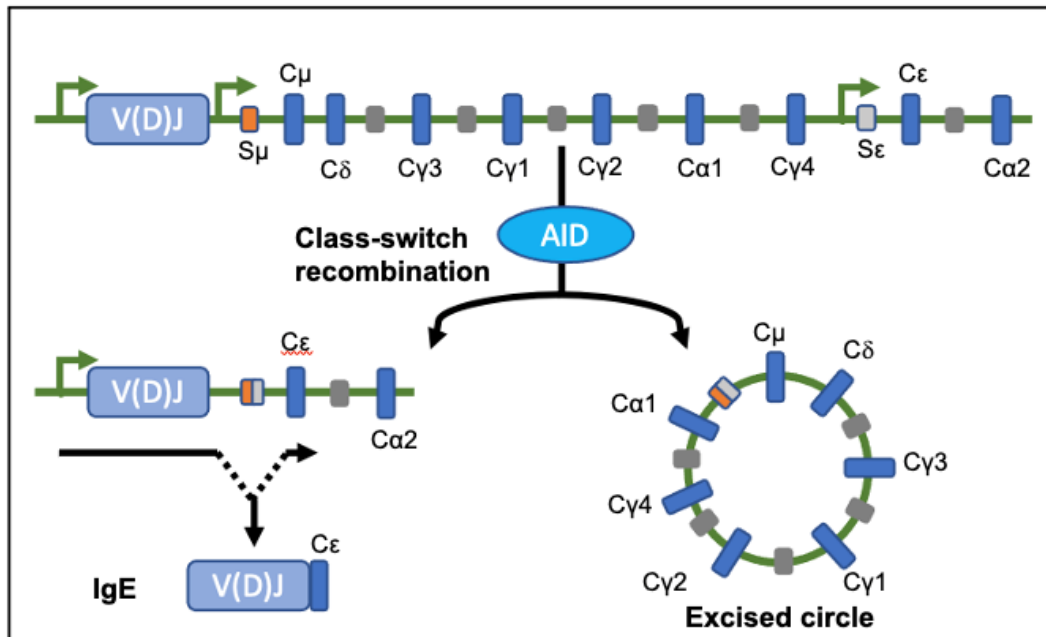 Cμ
Cε
V(D)J
Sμ
Sε
Cδ
Cγ3
Cγ1
Cγ2
Cα1
Cγ4
Cα2
Class-switch
recombination
AID
Cε
V(D)J
Cα2
Cμ
Cδ
Cα1
Cγ3
Cγ4
Cγ2
Cγ1
Cε
IgE
V(D)J
Excised circle